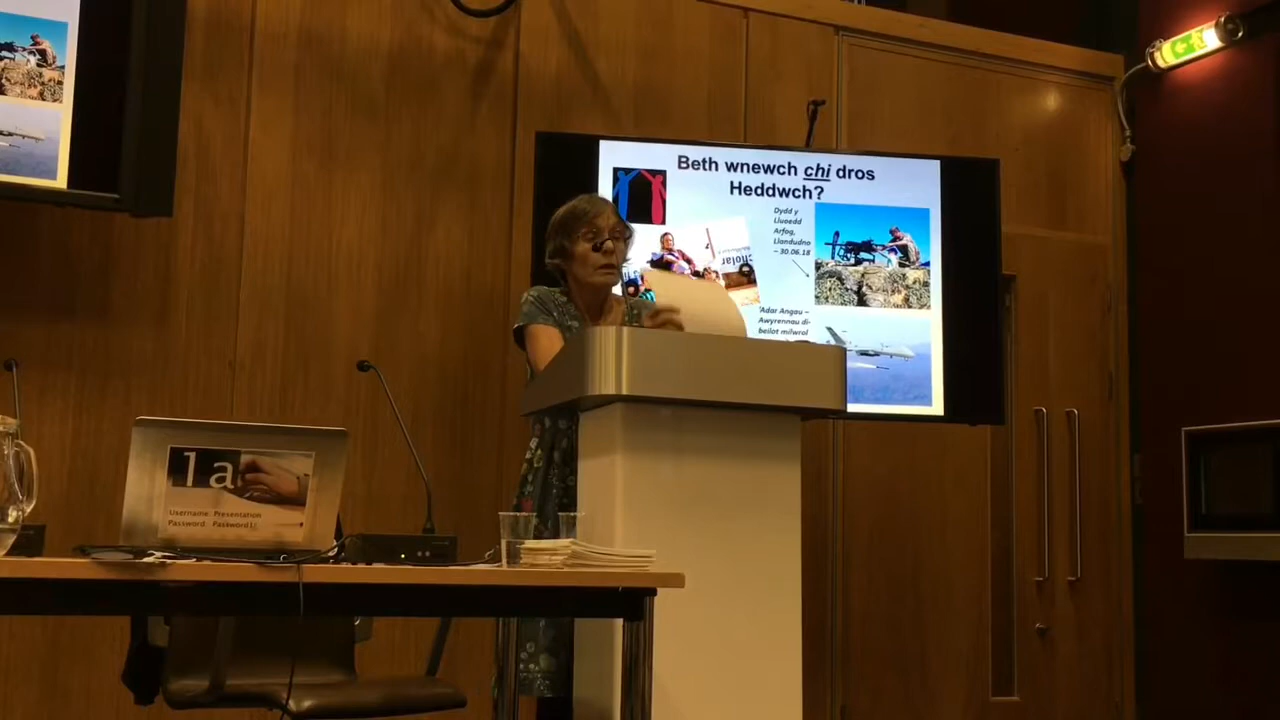 Beth wnewch chi dros
Heddwch?
Dydd y
Lluoedd
Arfog,
Llandudno
– 30.06.18
'Adar Angau –
Awyrennau di-
beilot milwrol
1a
Username: Presentation
Password: Password1